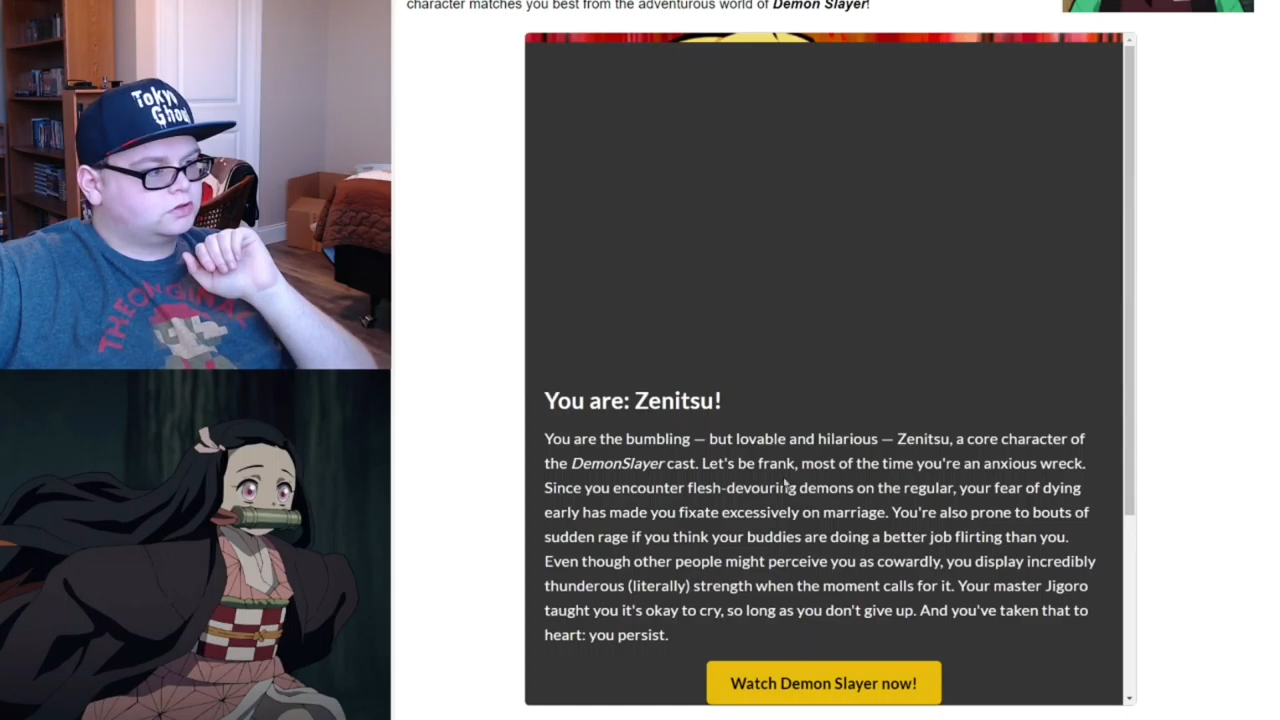 character matches you best from the adventurous world of Demon Slayer!
Tokyo
Ghoul
THE ORIGINAL
You are: Zenitsu!
You are the bumbling — but lovable and hilarious — Zenitsu, a core character of
the DemonSlayer cast. Let's be frank, most of the time you're an anxious wreck.
Since you encounter flesh-devouring demons on the regular, your fear of dying
early has made you fixate excessively on marriage. You're also prone to bouts of
sudden rage if you think your buddies are doing a better job flirting than you.
Even though other people might perceive you as cowardly, you display incredibly
thunderous (literally) strength when the moment calls for it. Your master Jigoro
taught you it's okay to cry, so long as you don't give up. And you've taken that to
heart: you persist.
Watch Demon Slayer now!